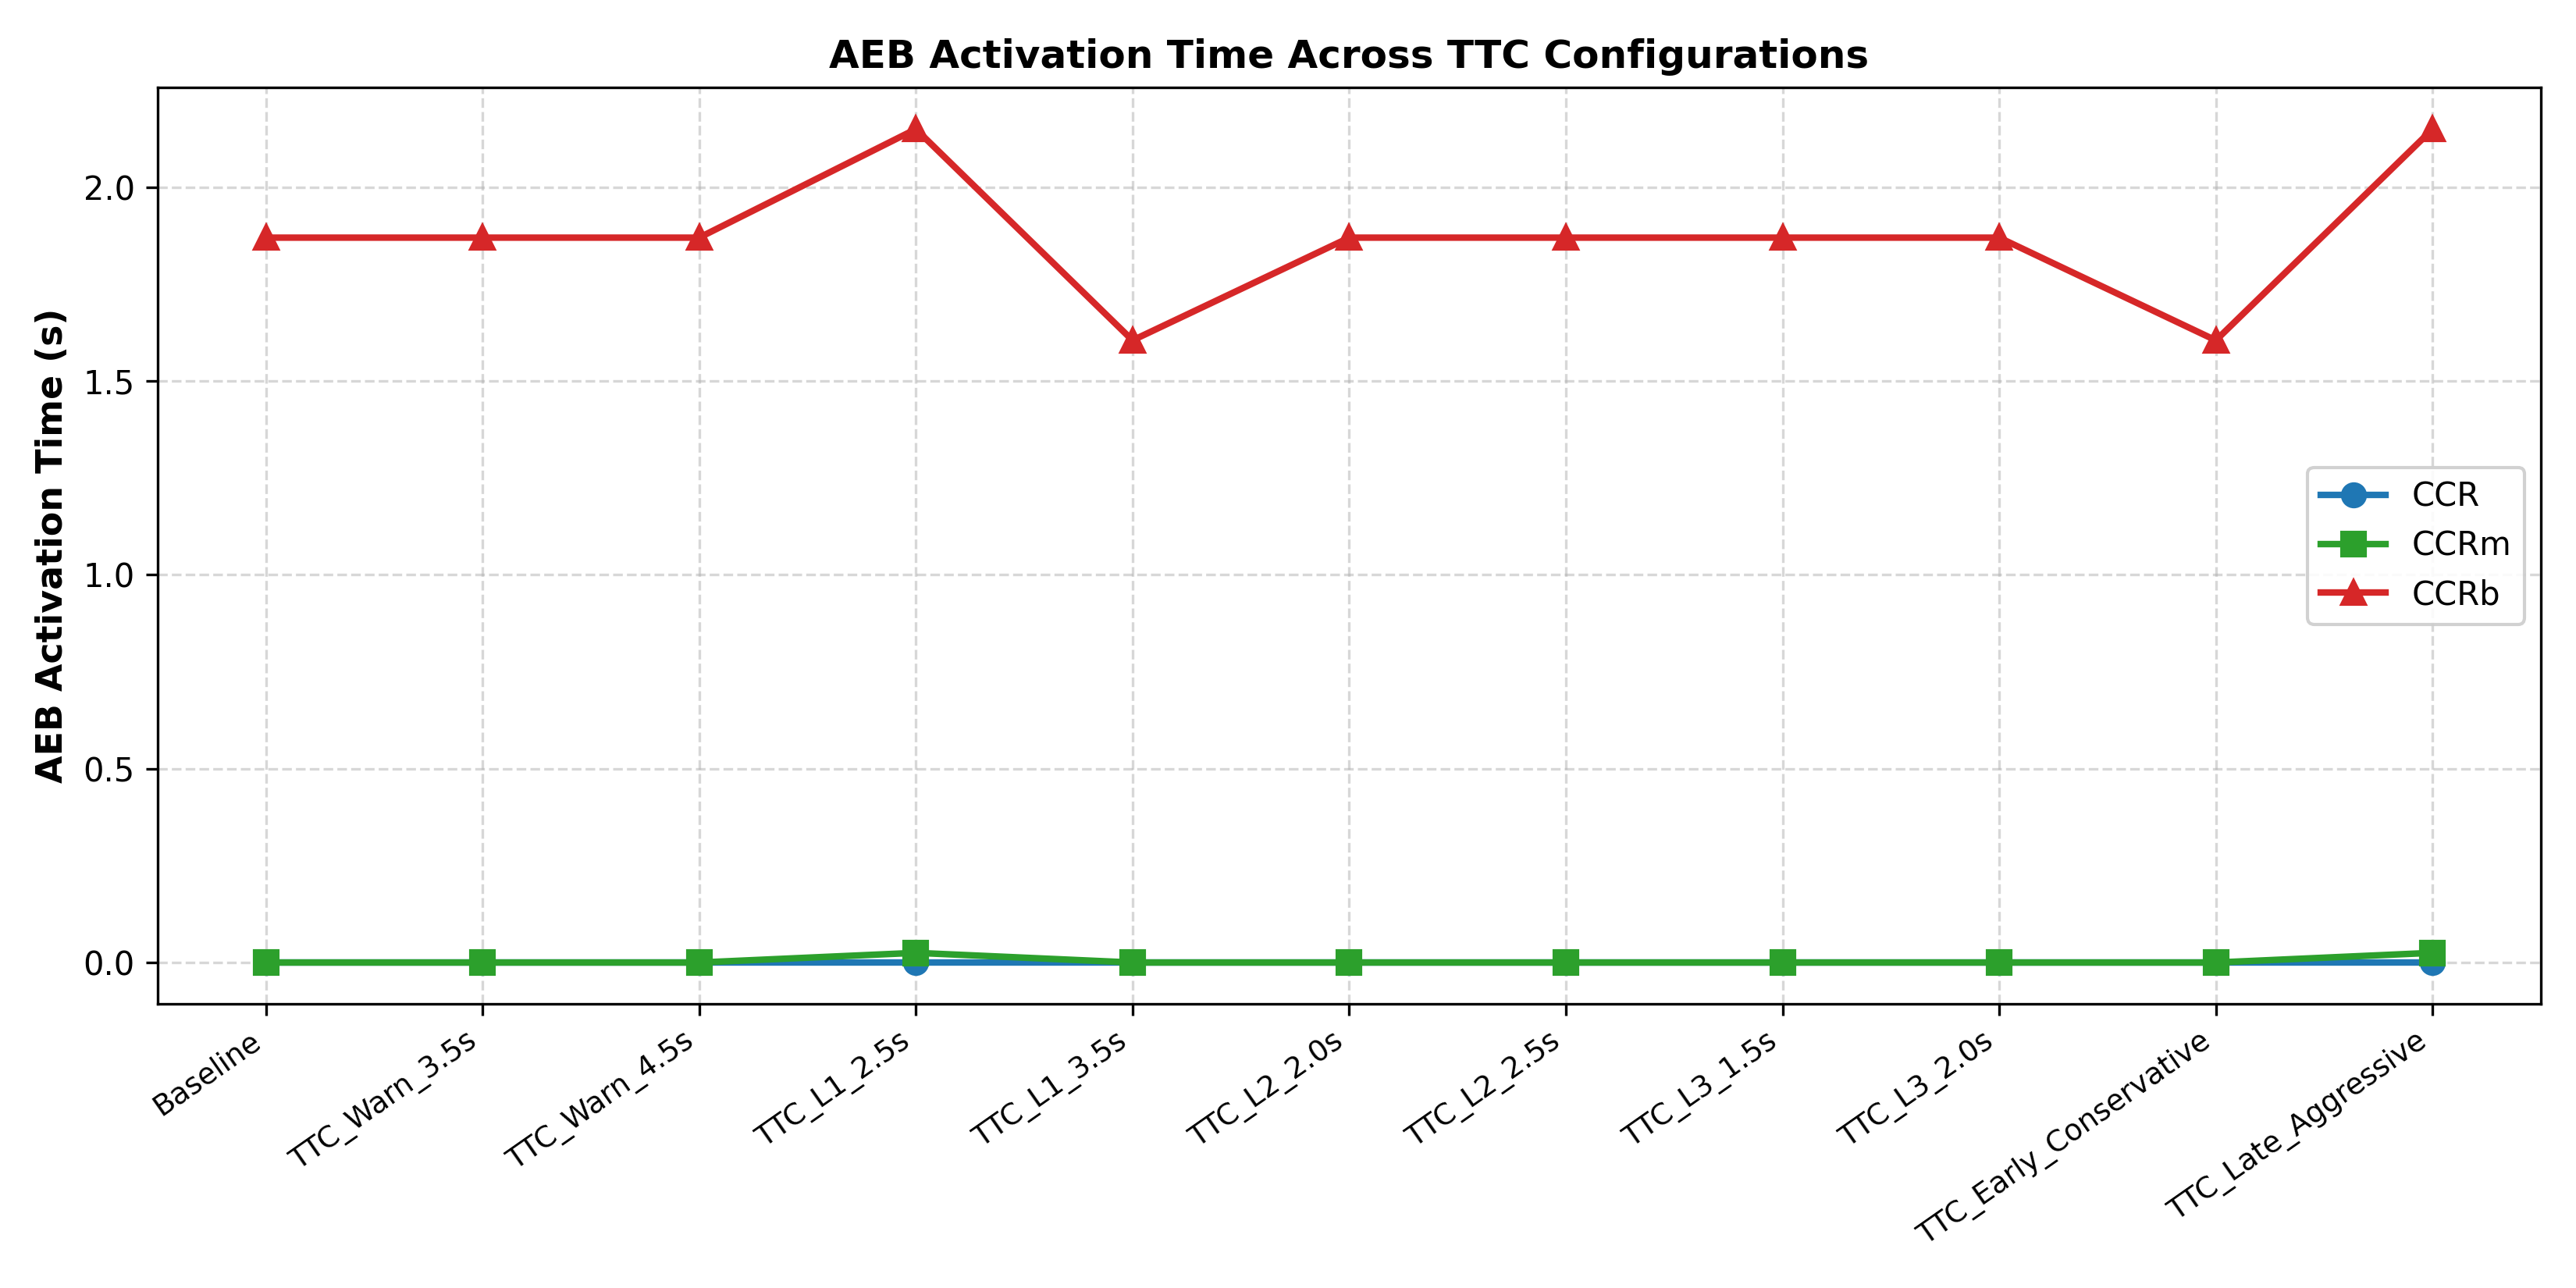 AEB Activation Time Across TTC Configurations
AEB Activation Time (s)
2.0
1.5
1.0
0.5
0.0
CCR
CCRm
CCRb
Baseline
TTC_Warn_3.5s
TTC_Warn_4.5s
TTC_L1_2.5s
TTC_L1_3.5s
TTC_L2_2.0s
TTC_L2_2.5s
TTC_L3_1.5s
TTC_L3_2.0s
TTC_Early_Conservative
TTC_Late_Aggressive